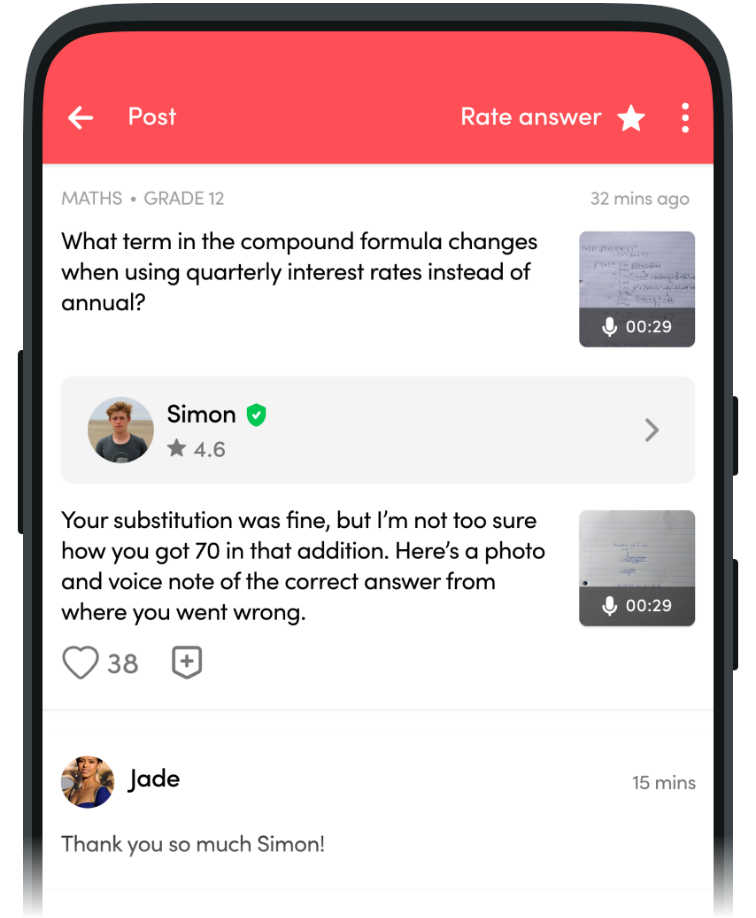 Post
Rate answer
MATHS • GRADE 12
32 mins ago
What term in the compound formula changes
when using quarterly interest rates instead of
annual?
00:29
Simon
4.6
Your substitution was fine, but I'm not too sure
how you got 70 in that addition. Here's a photo
and voice note of the correct answer from
where you went wrong.
00:29
38
Jade
15 mins
Thank you so much Simon!